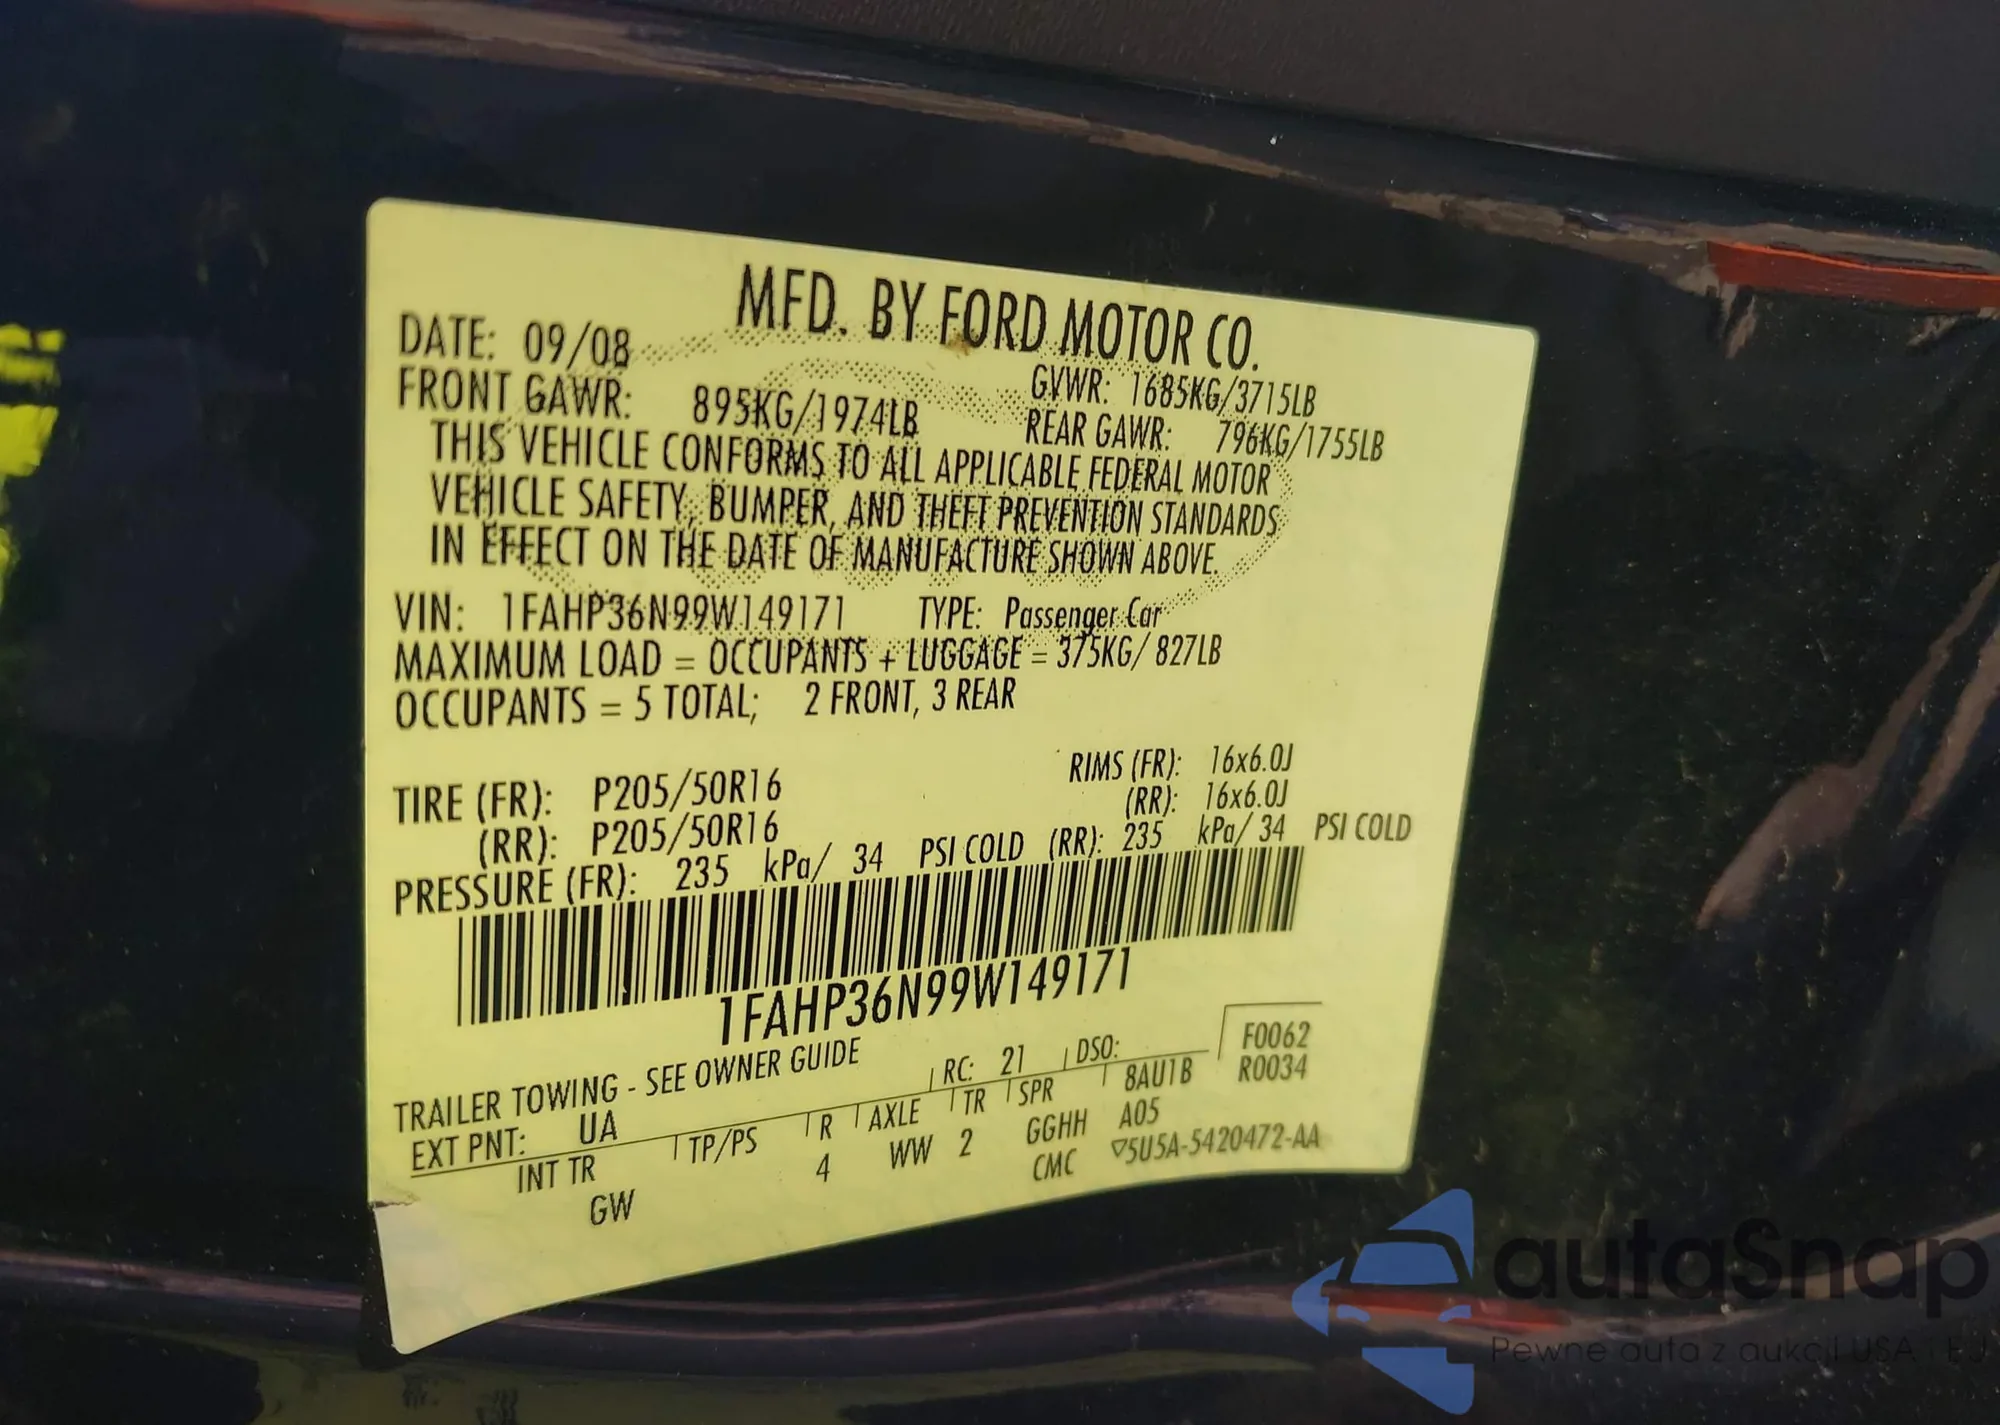 MFD. BY FORD MOTOR CO.
DATE: 09/08
GVWR: 1685KG/3715LB
FRONT GAWR: 895KG/1974LB
REAR GAWR: 796KG/1755LB
THIS VEHICLE CONFORMS TO ALL APPLICABLE FEDERAL MOTOR
VEHICLE SAFETY, BUMPER, AND THEFT PREVENTION STANDARDS
IN EFFECT ON THE DATE OF MANUFACTURE SHOWN ABOVE.
VIN: 1FAHP36N99W149171 TYPE: Passenger Car
MAXIMUM LOAD = OCCUPANTS + LUGGAGE = 375KG/ 827LB
OCCUPANTS = 5 TOTAL; 2 FRONT, 3 REAR
TIRE (FR): P205/50R16 RIMS (FR): 16x6.0J
(RR): P205/50R16 (RR): 16x6.0J
PRESSURE (FR): 235 kPa/ 34 PSI COLD (RR): 235 kPa/ 34 PSI COLD
1FAHP36N99W149171
TRAILER TOWING - SEE OWNER GUIDE
F0062
EXT PNT: UA RC: 21 DSO: R0034
INT TR TP/PS R AXLE TR SPR 8AU1B
GW 4 WW 2 GGHH A05
CMC ▽5U5A-5420472-AA
autaSnap
Pewne auta z aukcji USA i EU